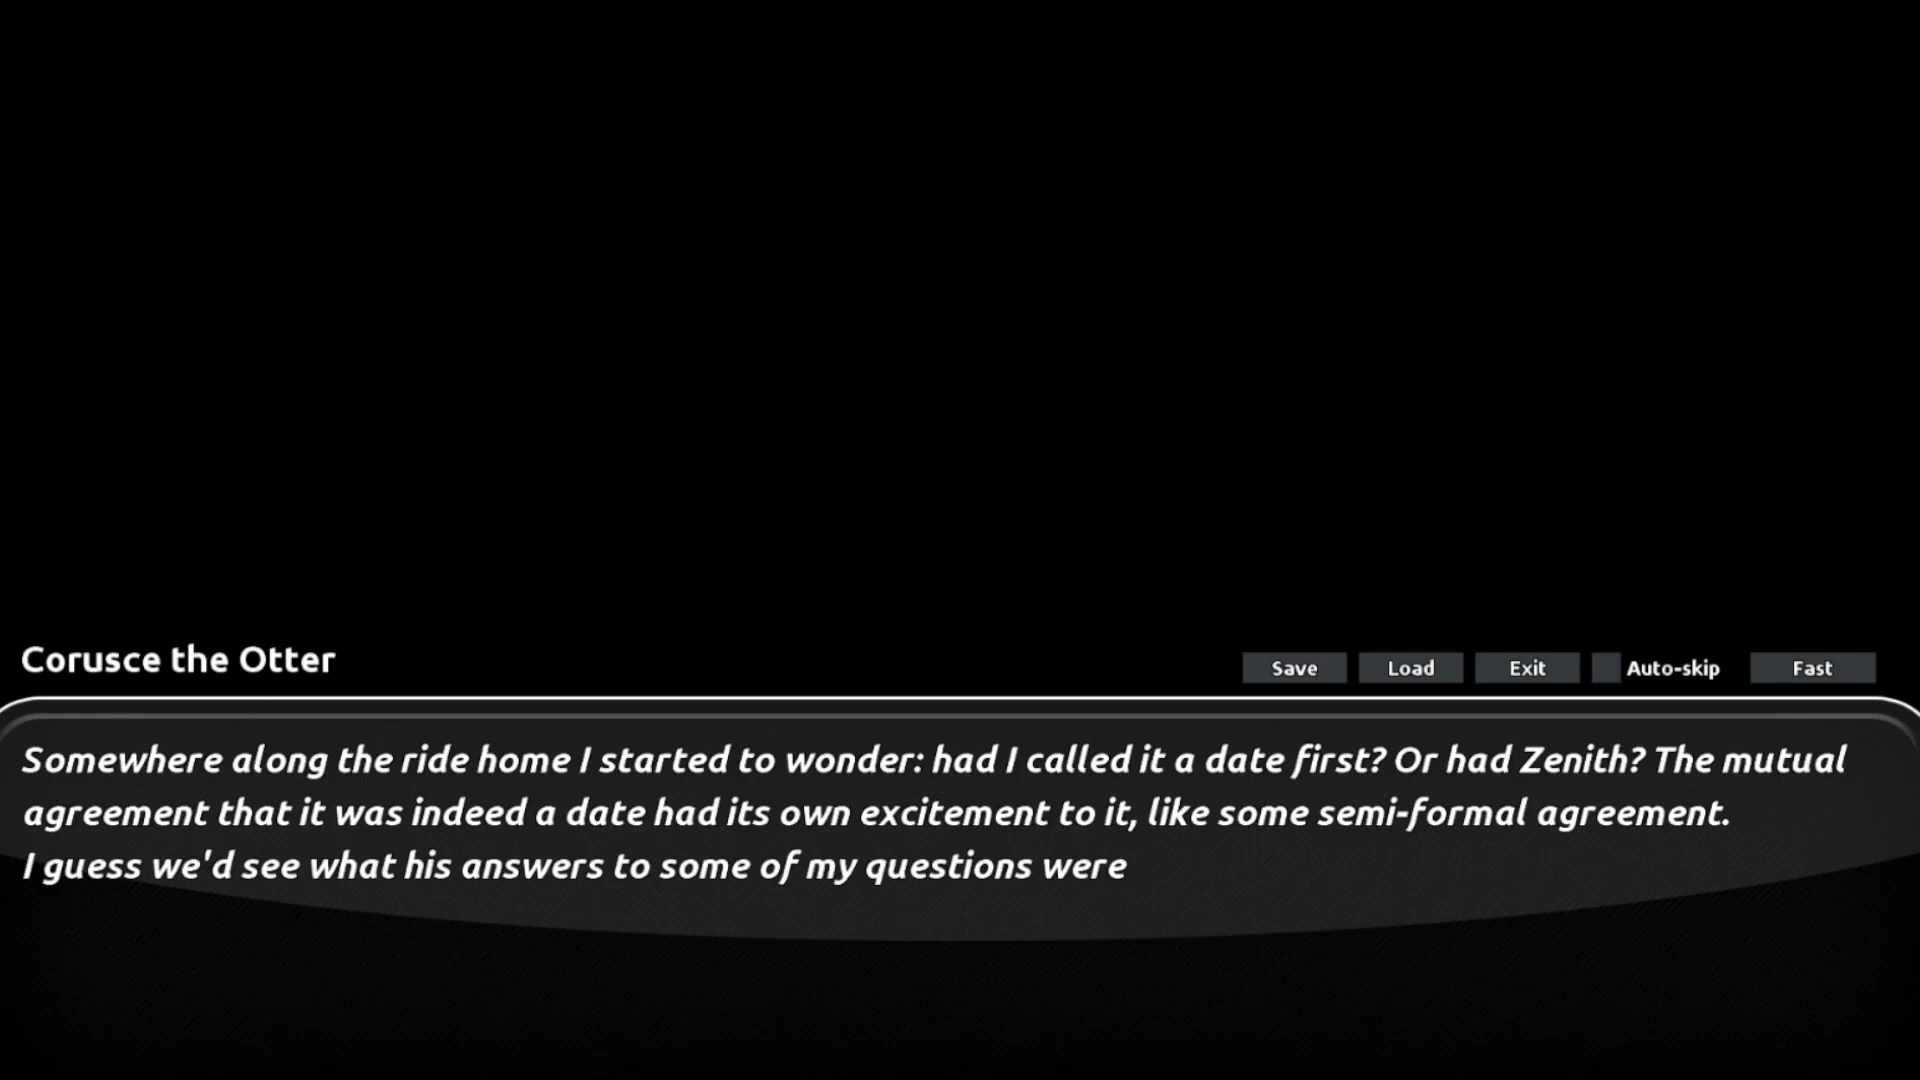 Corusce the Otter
Save Load Exit Auto-skip Fast
Somewhere along the ride home I started to wonder: had I called it a date first? Or had Zenith? The mutual
agreement that it was indeed a date had its own excitement to it, like some semi-formal agreement.
I guess we'd see what his answers to some of my questions were